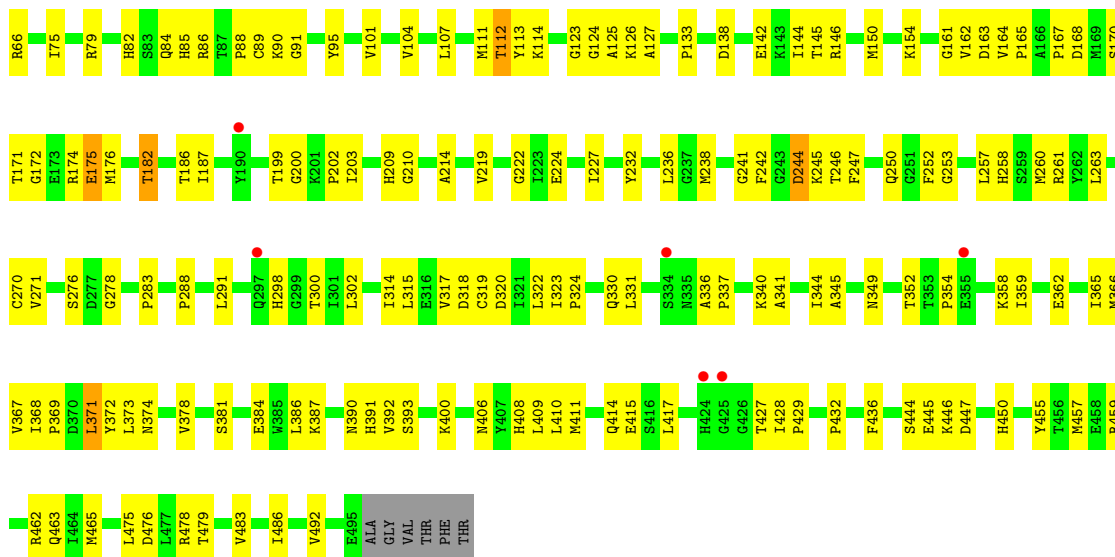 R66 I75 R79 H82 S83 Q84 H85 R86 T87 P88 C89 K90 G91 Y95 V101 V104 L107 M111 T112 Y113 K114 G123 G124 A125 K126 A127 P133 D138 E142 K143 I144 T145 R146 M150 K154 G161 V162 D163 V164 P165 A166 P167 D168 M169 S170
T171 G172 E173 R174 E175 M176 T182 T186 I187 Y190 T199 G200 K201 P202 I203 H209 G210 A214 V219 G222 I223 E224 I227 Y232 L236 G237 M238 G241 F242 G243 D244 K245 T246 F247 Q250 G251 F252 G253 L257 H258 S259 M260 R261 Y262 L263
C270 V271 S276 D277 G278 P283 P288 L291 Q297 H298 G299 T300 I301 L302 I314 L315 E316 V317 D318 C319 D320 I321 L322 I323 P324 Q330 L331 S334 N335 A336 P337 K340 A341 I344 A345 N349 T352 T353 P354 E355 K358 I359 E362 I365 M366
V367 I368 P369 D370 L371 Y372 L373 N374 V378 S381 E384 W385 L386 K387 N390 H391 V392 S393 K400 N406 Y407 H408 L409 L410 M411 Q414 E415 S416 L417 H424 G425 G426 T427 I428 P429 P432 F436 S444 E445 K446 D447 H450 Y455 T456 M457 E458 R459
R462 Q463 I464 M465 L475 D476 L477 R478 T479 V483 I486 V492 E495 ALA GLY VAL THR PHE THR